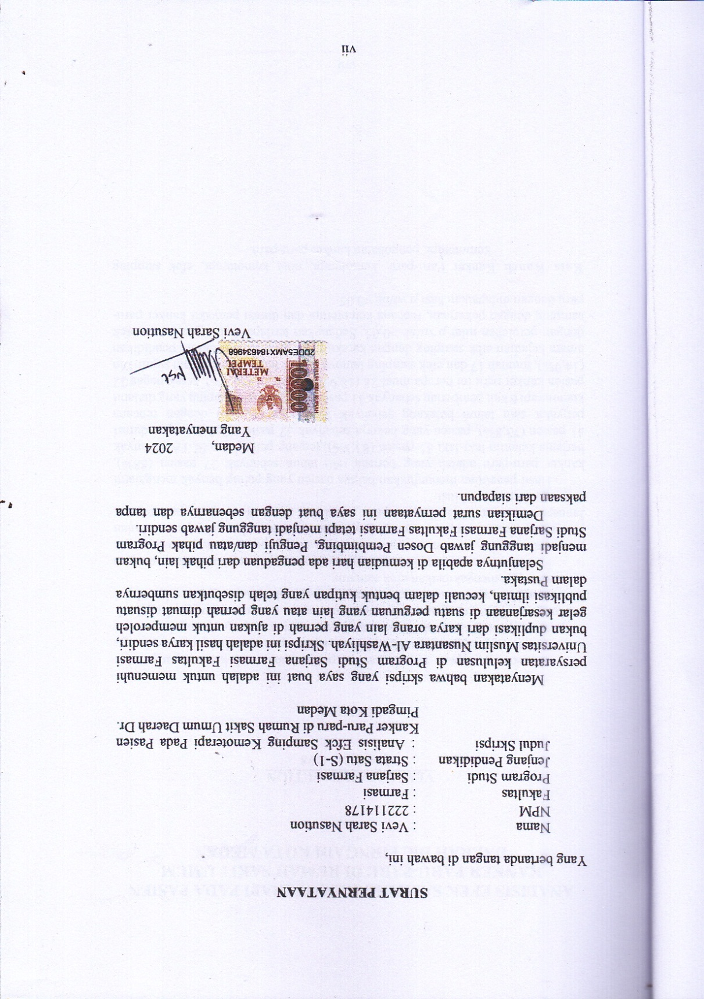 SURAT PERNYATAAN
Yang bertanda tangan di bawah ini,
Nama : Vevi Sarah Nasution
NPM : 222114178
Fakultas : Farmasi
Program Studi : Sarjana Farmasi
Jenjang Pendidikan : Strata Satu (S-1)
Judul Skripsi : Analisis Efek Samping Kemoterapi Pada Pasien
Kanker Paru-paru di Rumah Sakit Umum Daerah Dr.
Pirngadi Kota Medan
Menyatakan bahwa skripsi yang saya buat ini adalah untuk memenuhi
persyaratan kelulusan di Program Studi Sarjana Farmasi Fakultas Farmasi
Universitas Muslim Nusantara Al-Washliyah. Skripsi ini adalah hasil karya sendiri,
bukan duplikasi dari karya orang lain yang pernah di ajukan untuk memperoleh
gelar kesarjanaan di suatu perguruan yang lain atau yang pernah dimuat disuatu
publikasi ilmiah, kecuali dalam bentuk kutipan yang telah disebutkan sumbernya
dalam Pustaka.
Selanjutnya apabila di kemudian hari ada pengaduan dari pihak lain, bukan
menjadi tanggung jawab Dosen Pembimbing, Penguji dan/atau pihak Program
Studi Sarjana Farmasi Fakultas Farmasi tetapi menjadi tanggung jawab sendiri.
Demikian surat pernyataan ini saya buat dengan sebenarnya dan tanpa
paksaan dari siapapun.
Medan, 2024
Yang menyatakan
10000
METERAI
TEMPEL
2DDE5AMX184634968
Nst
Vevi Sarah Nasution
vii